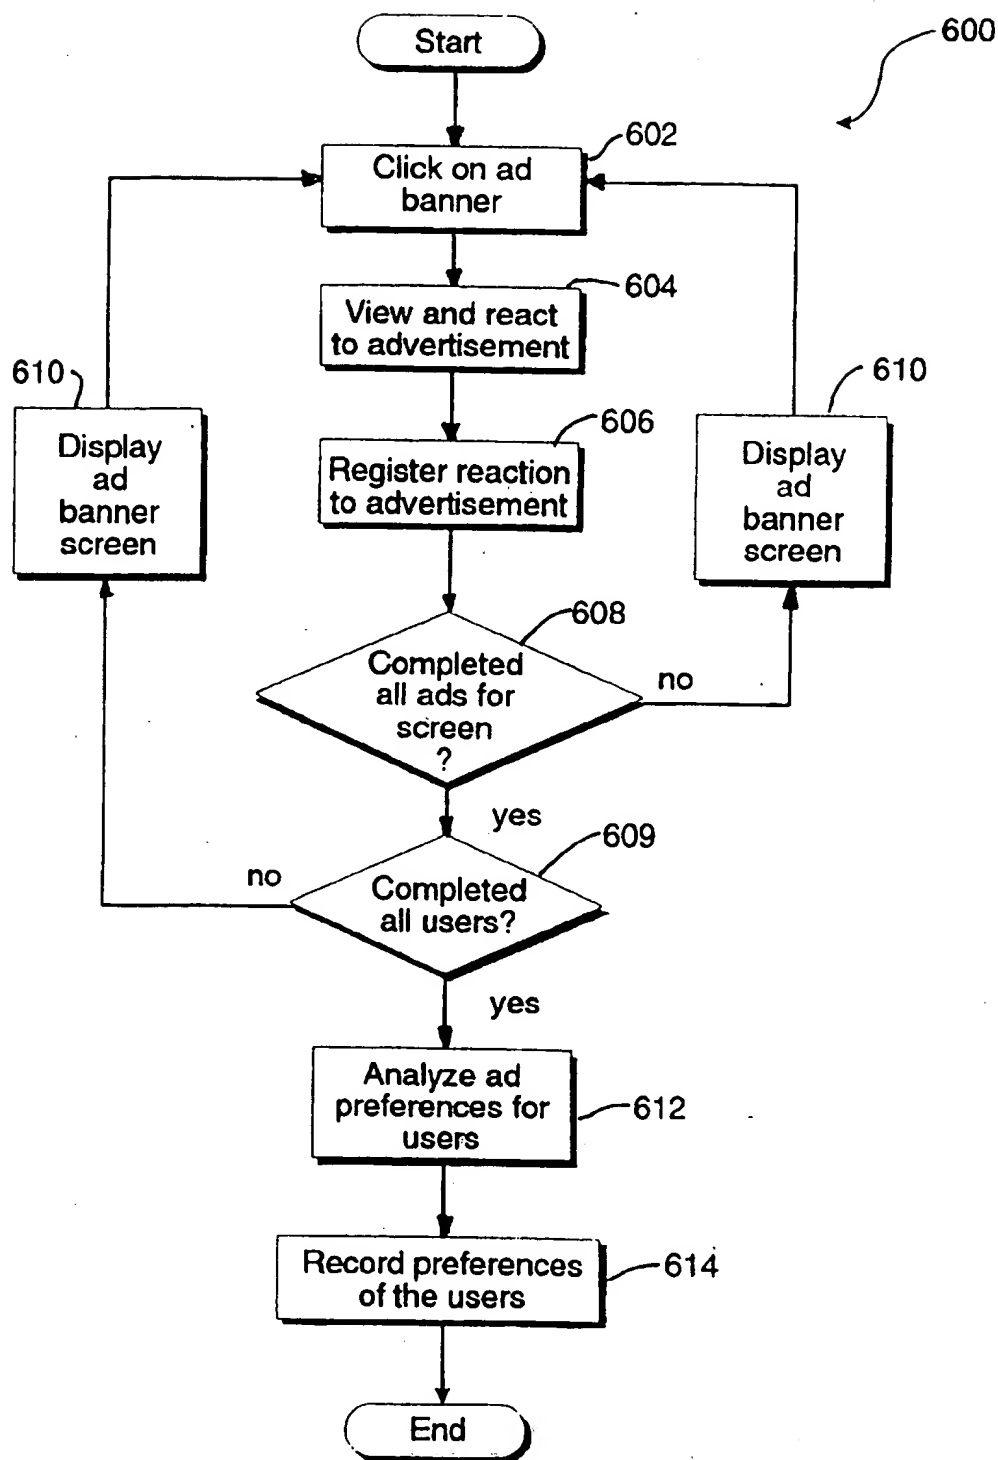 600
Start
602
Click on ad
banner
604
View and react
to advertisement
610
Display
ad
banner
screen
606
Register reaction
to advertisement
610
Display
ad
banner
screen
608
Completed
all ads for
screen
?
no
yes
609
no
Completed
all users?
yes
Analyze ad
preferences for
users
612
Record preferences
of the users
614
End